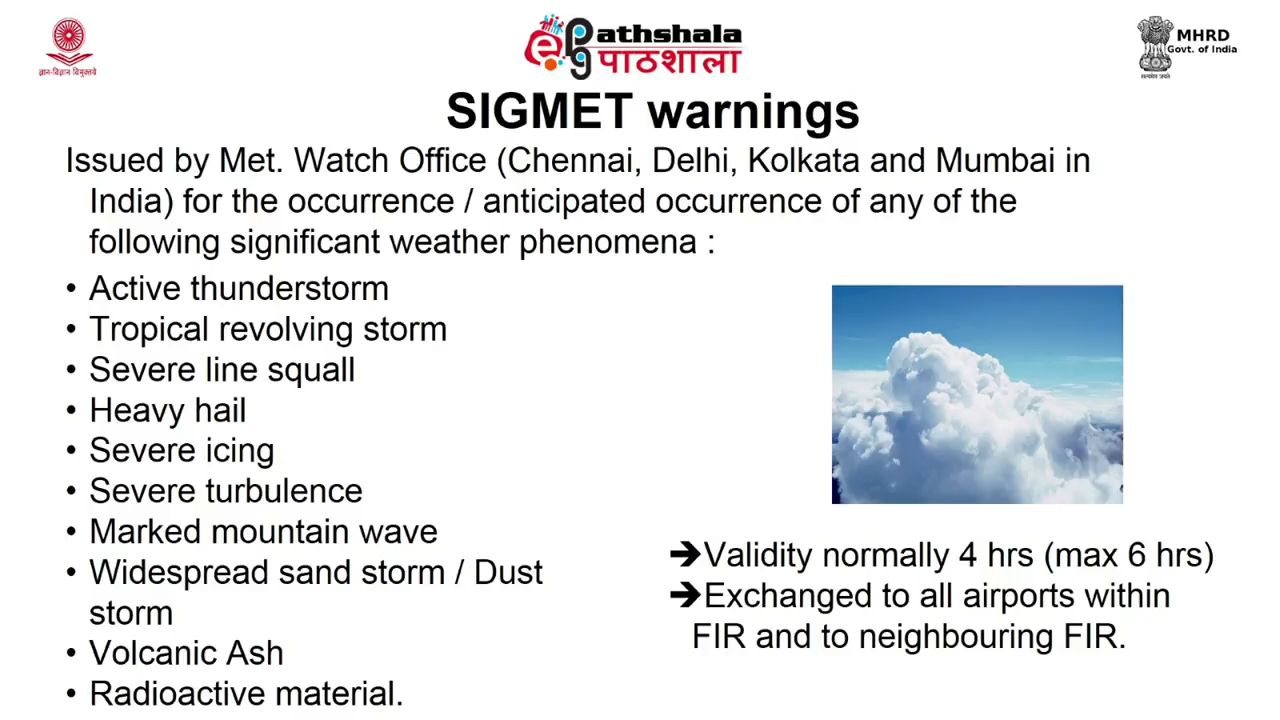 ज्ञान-विज्ञान विमुक्तये
ePathshala
पाठशाला
MHRD
Govt. of India
सत्यमेव जयते
SIGMET warnings
Issued by Met. Watch Office (Chennai, Delhi, Kolkata and Mumbai in
India) for the occurrence / anticipated occurrence of any of the
following significant weather phenomena :
• Active thunderstorm
• Tropical revolving storm
• Severe line squall
• Heavy hail
• Severe icing
• Severe turbulence
• Marked mountain wave
• Widespread sand storm / Dust
storm
• Volcanic Ash
• Radioactive material.
➔Validity normally 4 hrs (max 6 hrs)
➔Exchanged to all airports within
FIR and to neighbouring FIR.